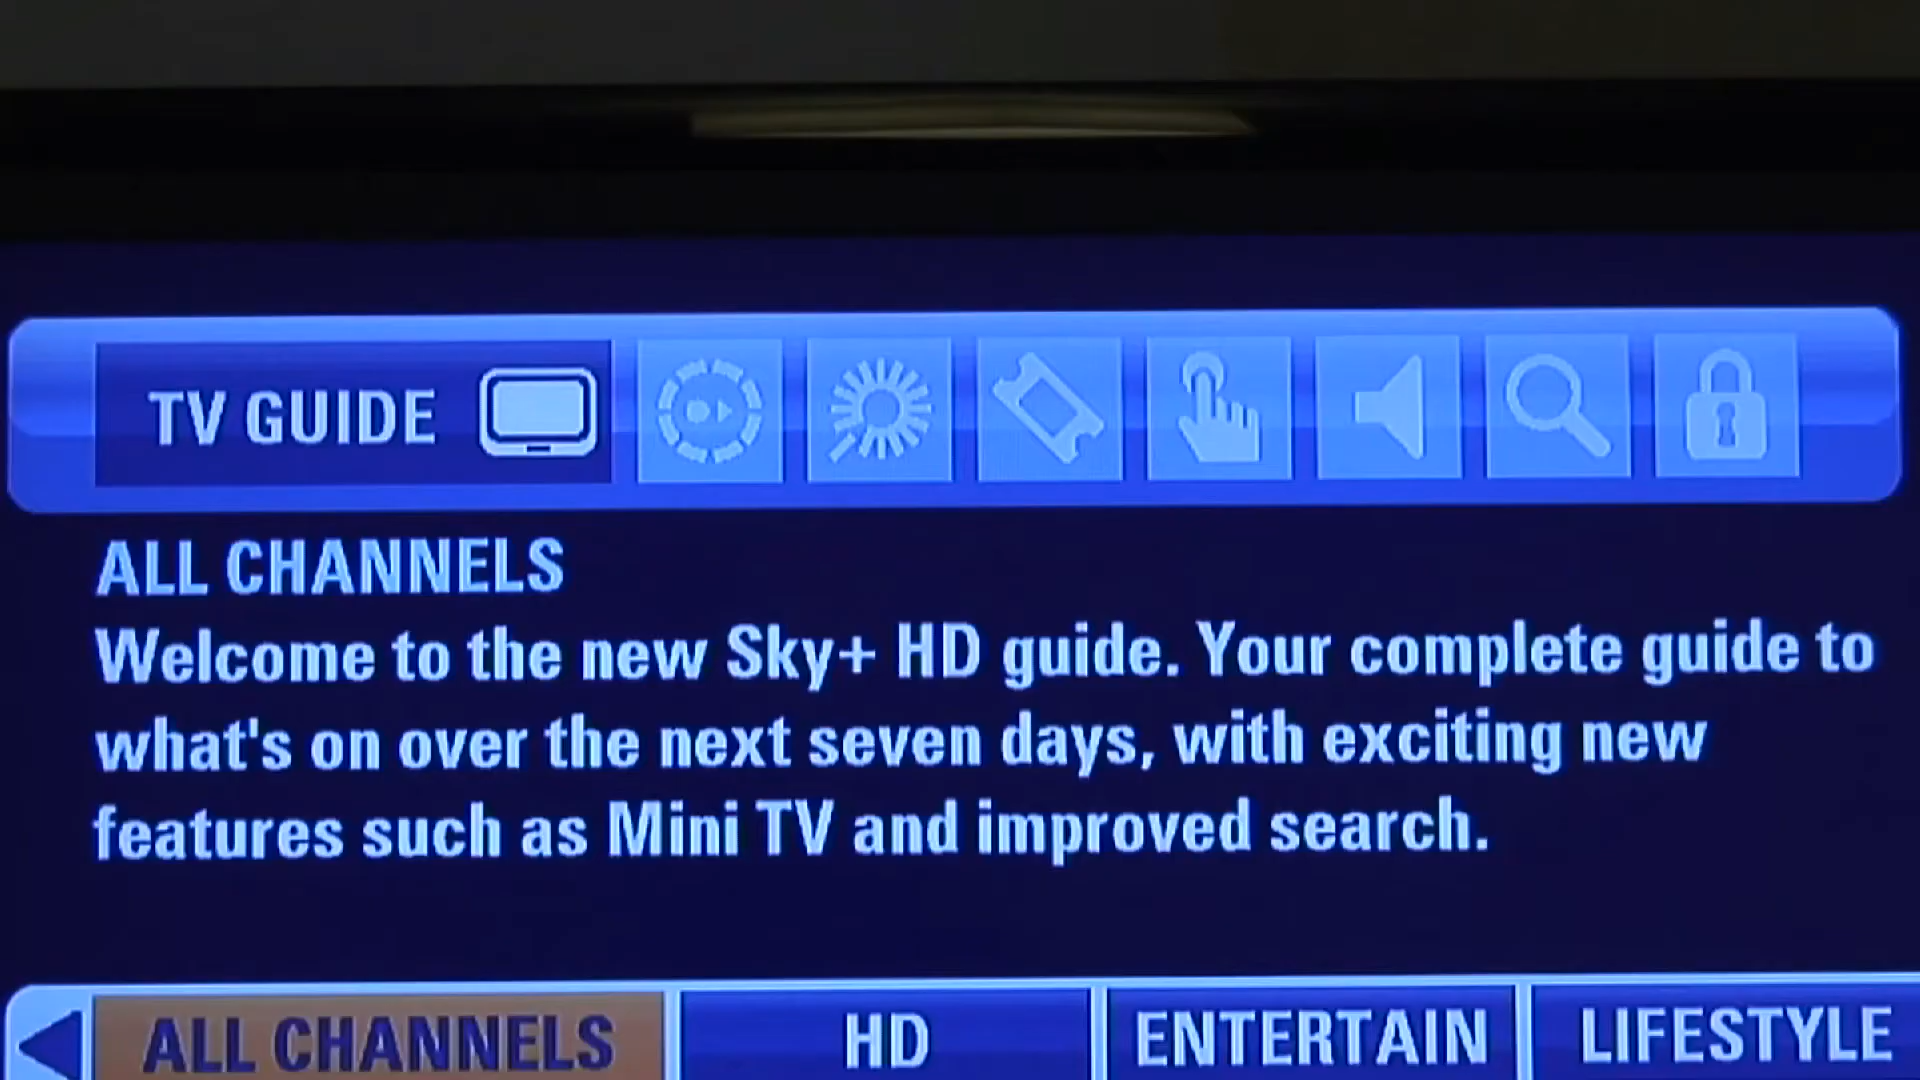 TV GUIDE
ALL CHANNELS
Welcome to the new Sky+ HD guide. Your complete guide to
what's on over the next seven days, with exciting new
features such as Mini TV and improved search.
ALL CHANNELS
HD
ENTERTAIN
LIFESTYLE